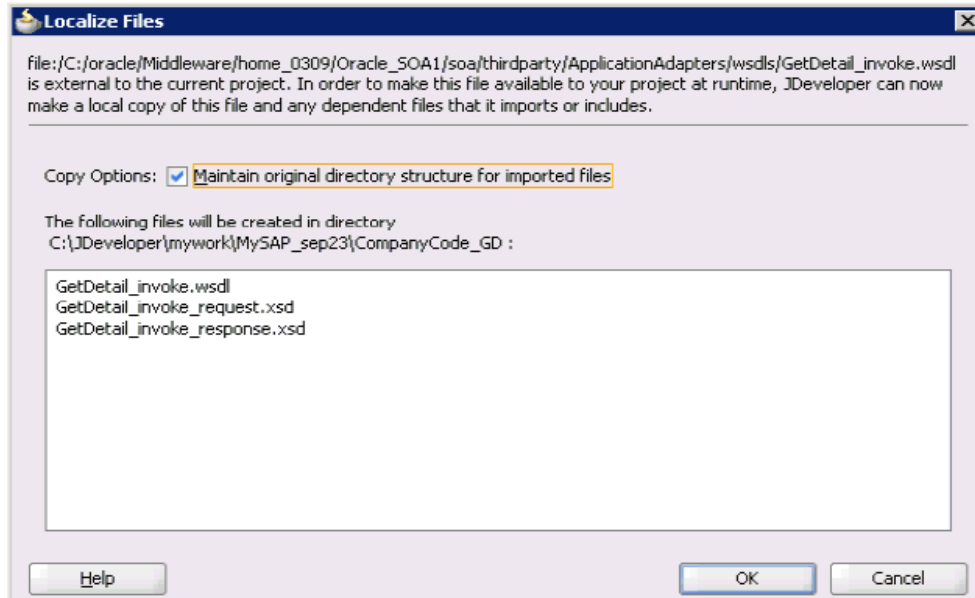 Localize Files
file:/C:/oracle/Middleware/home_0309/Oracle_SOA1/soa/thirdparty/ApplicationAdapters/wsdls/GetDetail_invoke.wsdl
is external to the current project. In order to make this file available to your project at runtime, JDeveloper can now
make a local copy of this file and any dependent files that it imports or includes.
Copy Options: Maintain original directory structure for imported files
The following files will be created in directory
C:\JDeveloper\mywork\MySAP_sep23\CompanyCode_GD :
GetDetail_invoke.wsdl
GetDetail_invoke_request.xsd
GetDetail_invoke_response.xsd
Help OK Cancel